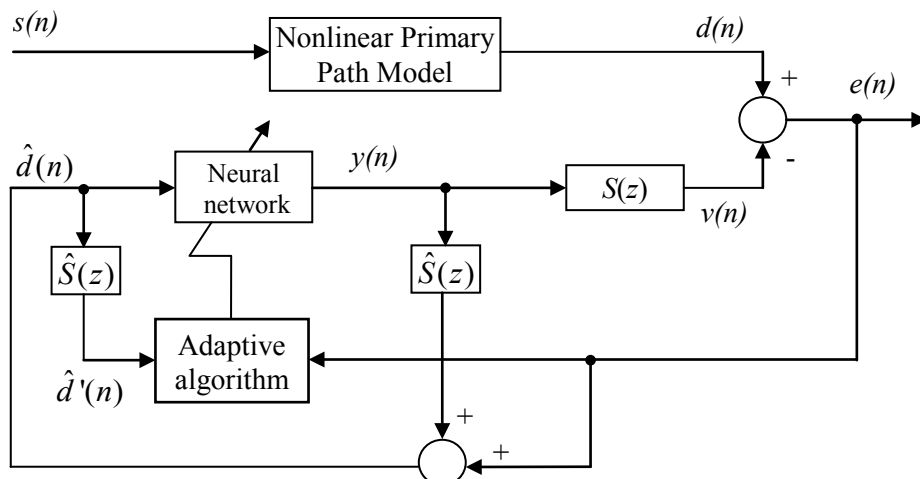 s(n)
Nonlinear Primary
Path Model
d(n)
+
e(n)
-
d̂(n)
Neural
network
y(n)
S(z)
v(n)
Ŝ(z)
Ŝ(z)
Adaptive
algorithm
d̂'(n)
+
+